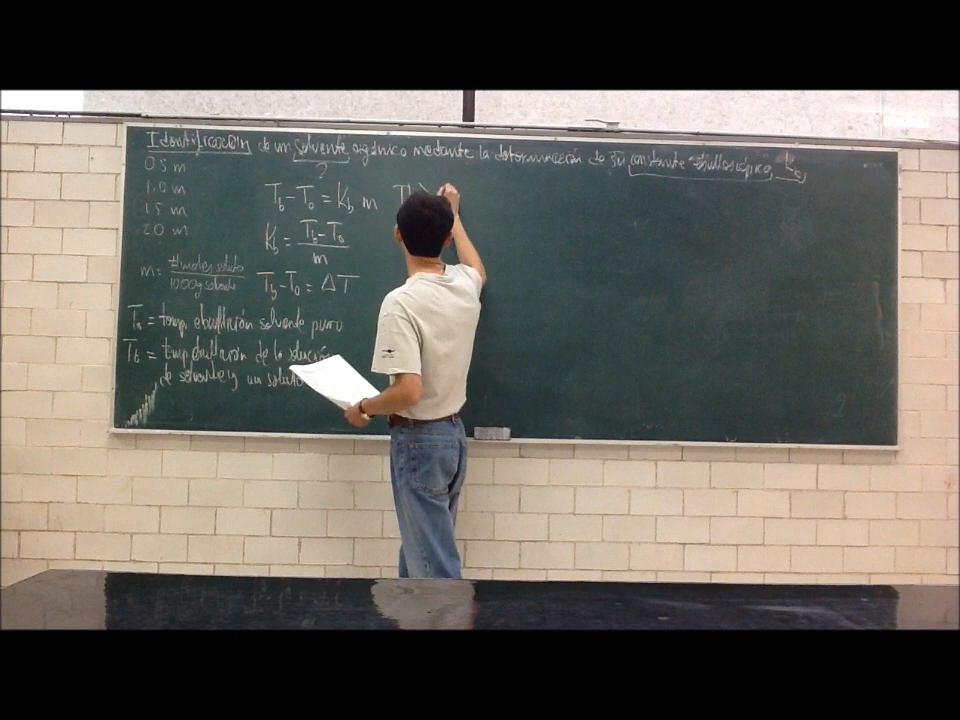 Identificación de un solvente orgánico mediante la determinación de su constante ebulloscópica, Kb,
?
0.5 m
1.0 m
1.5 m
2.0 m
Tb - To = Kb m
Kb = Tb - To / m
m = # moles soluto / 1000 g solvente
Tb - To = ΔT
To = temp. ebullición solvente puro
Tb = temp ebullición de la solución
de solvente y un soluto